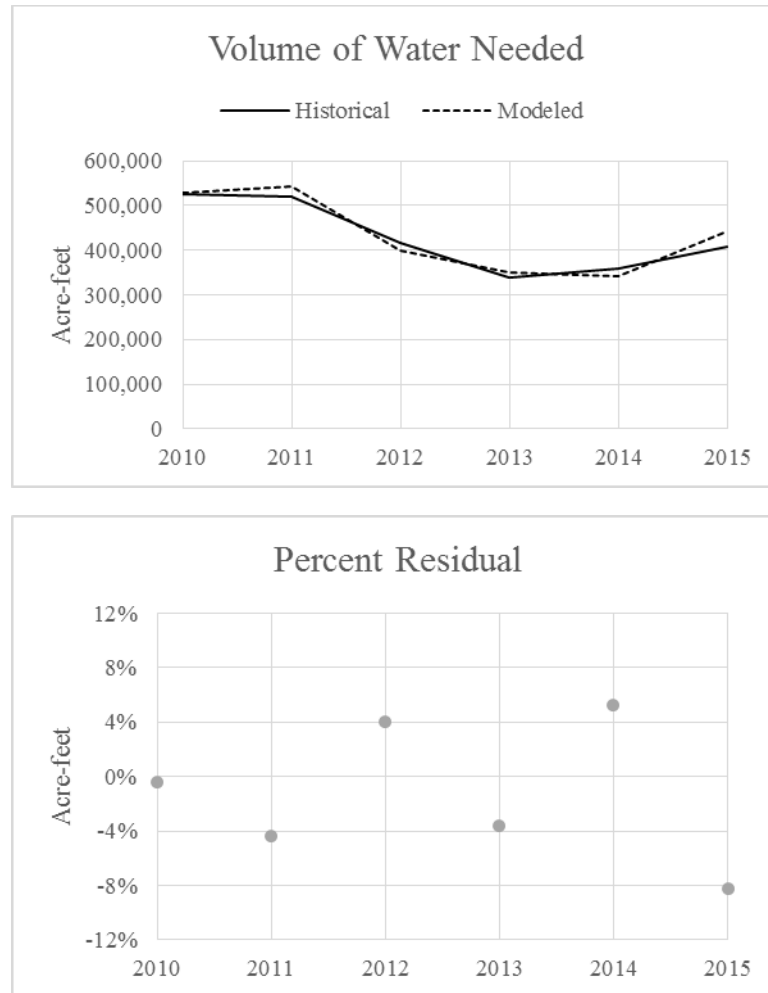 Volume of Water Needed
Historical Modeled
600,000
500,000
400,000
300,000
200,000
100,000
0
Acre-feet
2010 2011 2012 2013 2014 2015
Percent Residual
12%
8%
4%
0%
-4%
-8%
-12%
Acre-feet
2010 2011 2012 2013 2014 2015